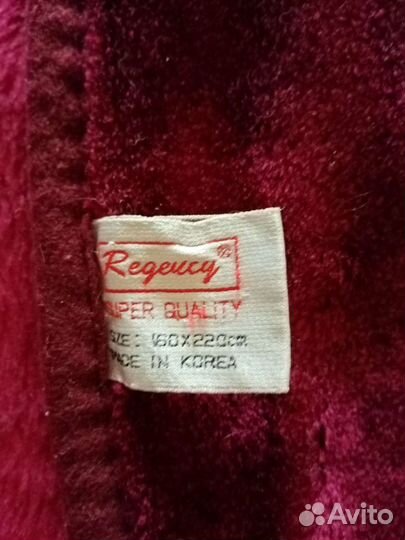 Regency®
SUPER QUALITY
SIZE: 160X220cm
MADE IN KOREA
Avito